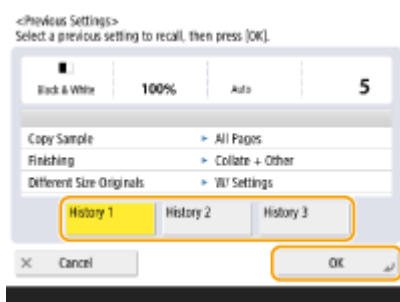 <Previous Settings>
Select a previous setting to recall, then press [OK].
Black & White 100% Auto 5
Copy Sample ► All Pages
Finishing ► Collate + Other
Different Size Originals ► W/ Settings
History 1 History 2 History 3
× Cancel OK